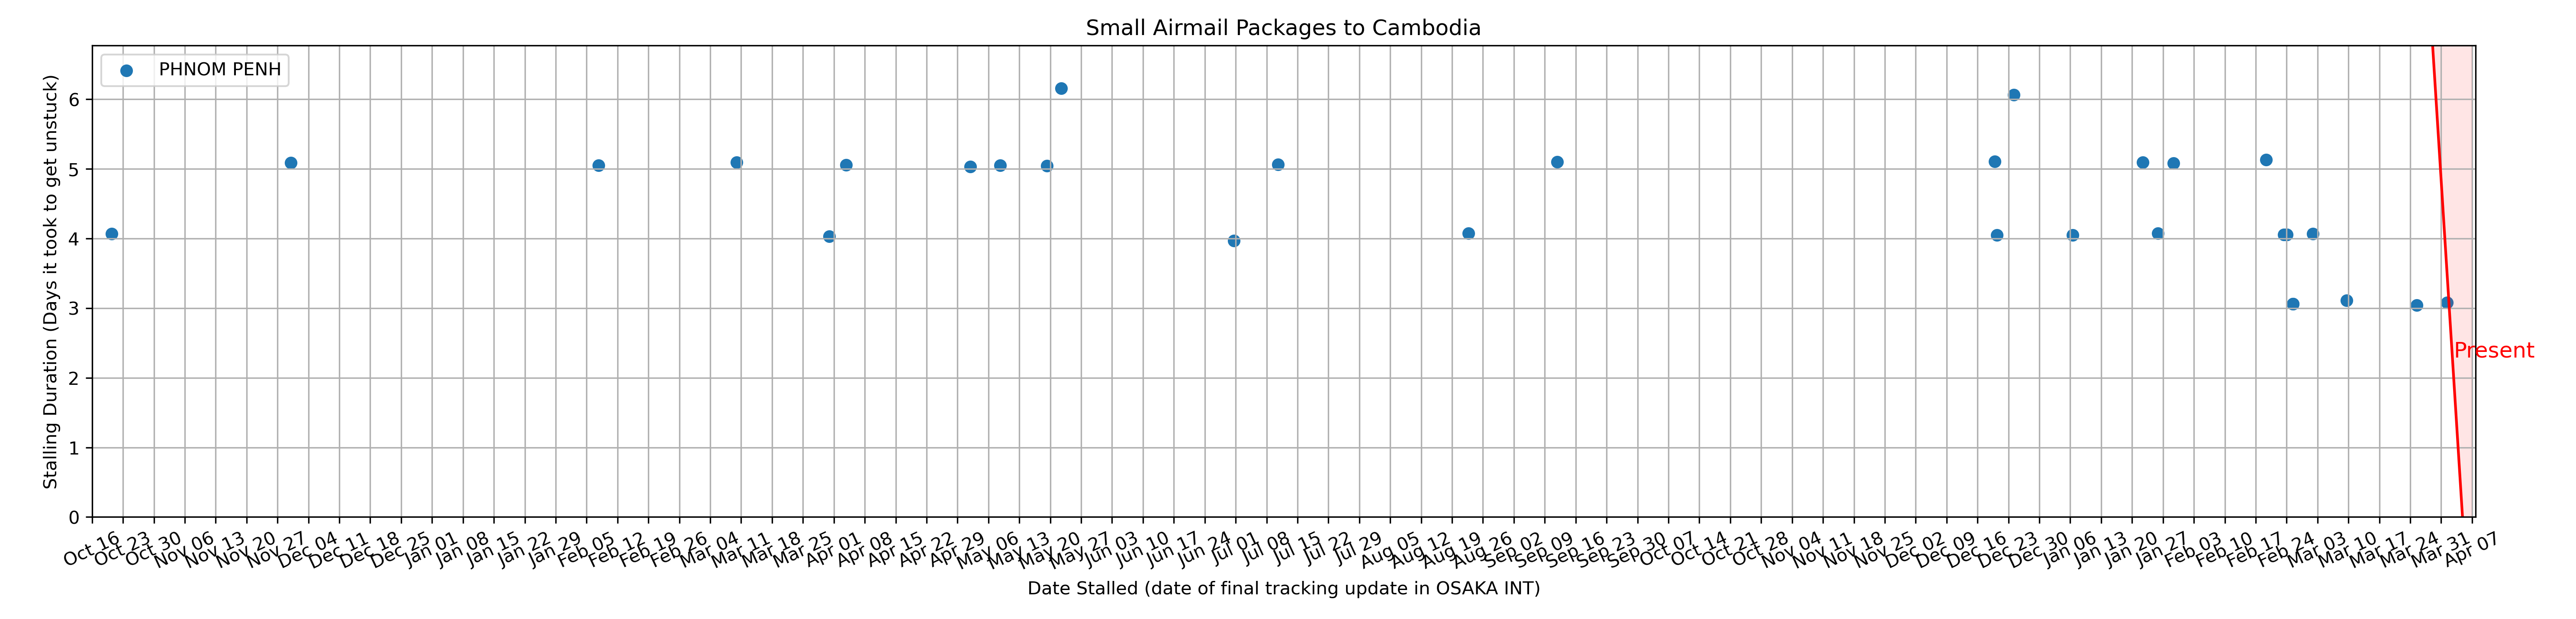 Small Airmail Packages to Cambodia
PHNOM PENH
Stalling Duration (Days it took to get unstuck)
6
5
4
3
2
1
0
Present
Oct 16
Oct 23
Oct 30
Nov 06
Nov 13
Nov 20
Nov 27
Dec 04
Dec 11
Dec 18
Dec 25
Jan 01
Jan 08
Jan 15
Jan 22
Jan 29
Feb 05
Feb 12
Feb 19
Feb 26
Mar 04
Mar 11
Mar 18
Mar 25
Apr 01
Apr 08
Apr 15
Apr 22
Apr 29
May 06
May 13
May 20
May 27
Jun 03
Jun 10
Jun 17
Jun 24
Jul 01
Jul 08
Jul 15
Jul 22
Jul 29
Aug 05
Aug 12
Aug 19
Aug 26
Sep 02
Sep 09
Sep 16
Sep 23
Sep 30
Oct 07
Oct 14
Oct 21
Oct 28
Nov 04
Nov 11
Nov 18
Nov 25
Dec 02
Dec 09
Dec 16
Dec 23
Dec 30
Jan 06
Jan 13
Jan 20
Jan 27
Feb 03
Feb 10
Feb 17
Feb 24
Mar 03
Mar 10
Mar 17
Mar 24
Mar 31
Apr 07
Date Stalled (date of final tracking update in OSAKA INT)